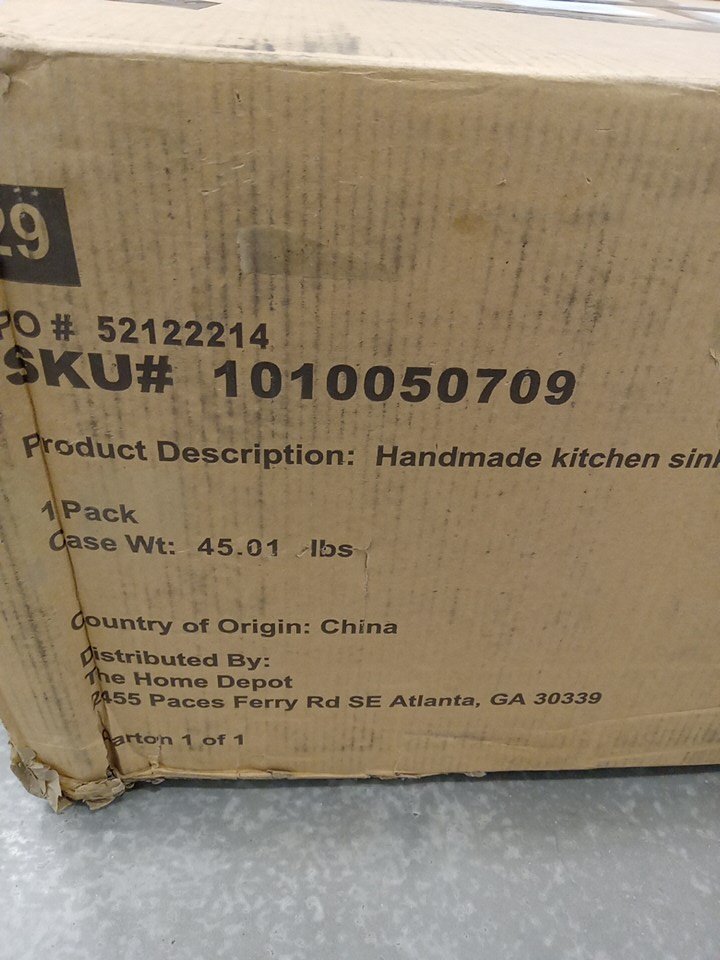 29
PO # 52122214
SKU# 1010050709
Product Description: Handmade kitchen sink
1 Pack
Case Wt: 45.01 lbs
Country of Origin: China
Distributed By:
The Home Depot
2455 Paces Ferry Rd SE Atlanta, GA 30339
Carton 1 of 1